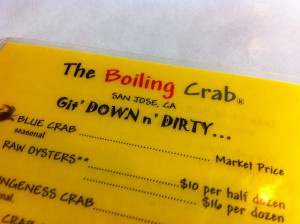 The Boiling Crab®
SAN JOSE, CA
Git' DOWN n' DIRTY...
BLUE CRAB ........ Market Price
seasonal
RAW OYSTERS** ........ $10 per half dozen
$16 per dozen
CRAB